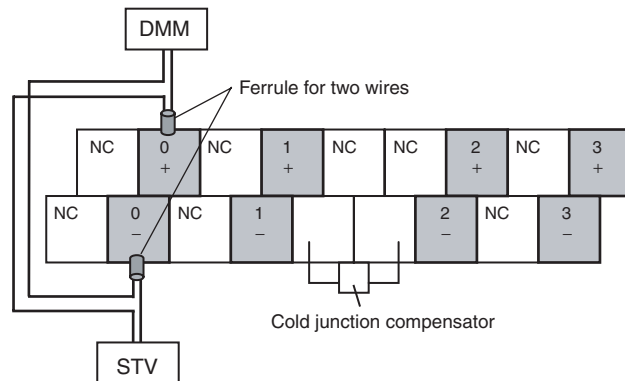 DMM
Ferrule for two wires
NC 0 NC 1 NC NC 2 NC 3
+ + + +
NC 0 NC 1 2 NC 3
– – – –
Cold junction compensator
STV